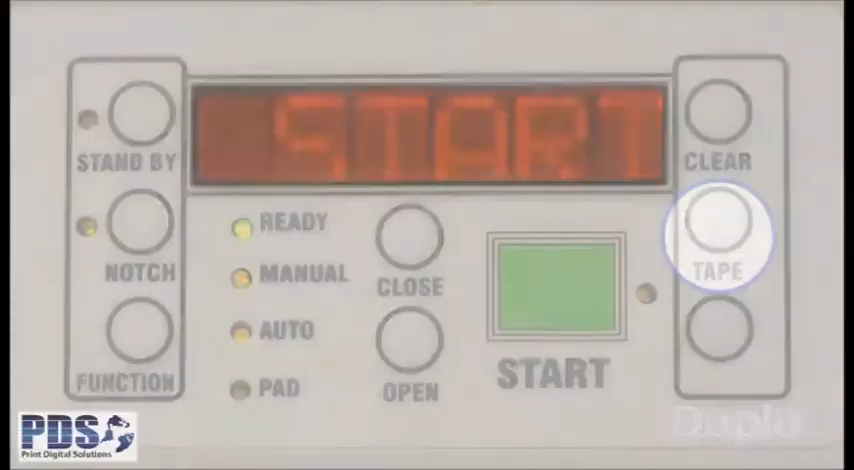 START
STAND BY
CLEAR
NOTCH
READY
TAPE
MANUAL
CLOSE
FUNCTION
AUTO
START
PAD
OPEN
Duplo
PDS
Print Digital Solutions